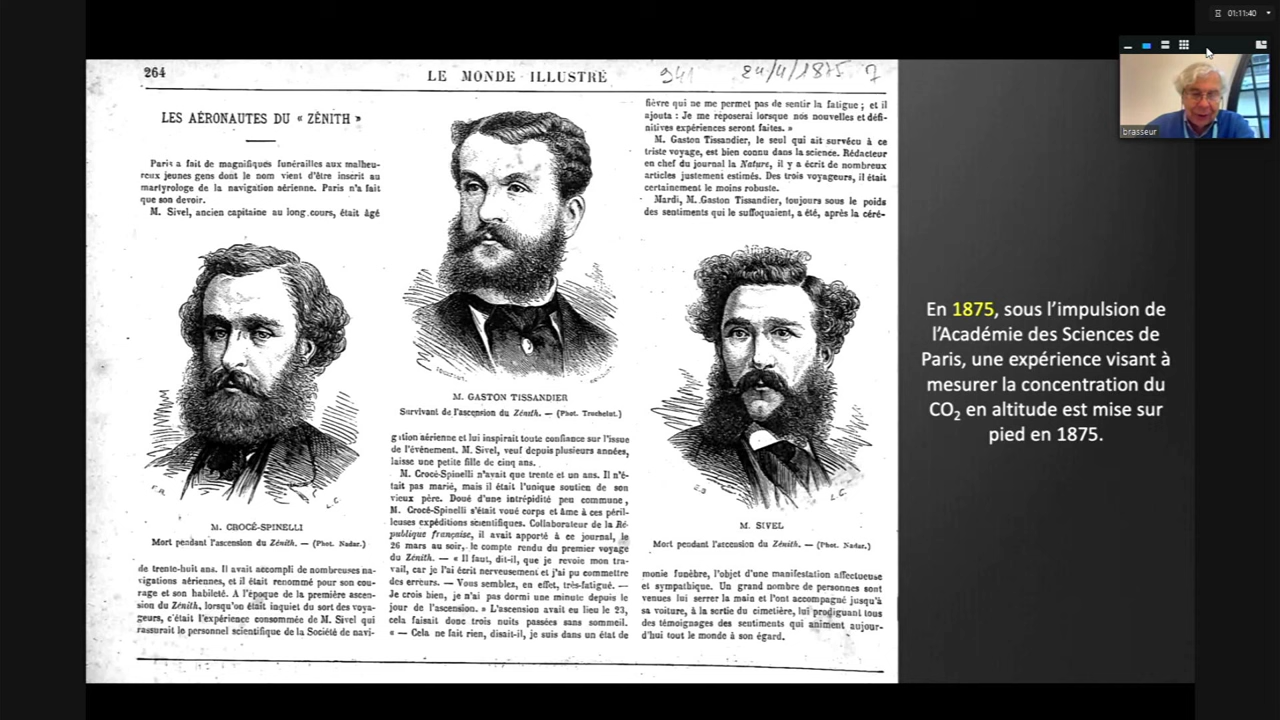 01:11:40
brasseur
264
LE MONDE ILLUSTRÉ
941
24/4/1875
7
LES AÉRONAUTES DU « ZÉNITH »
Paris a fait de magnifiques funérailles aux malheu-
reux jeunes gens dont le nom vient d'être inscrit au
martyrologe de la navigation aérienne. Paris n'a fait
que son devoir.
M. Sivel, ancien capitaine au long cours, était âgé
M. CROCÉ-SPINELLI
Mort pendant l'ascension du Zénith. — (Phot. Nadar.)
de trente-huit ans. Il avait accompli de nombreuses na-
vigations aériennes, et il était renommé pour son cou-
rage et son habileté. A l'époque de la première ascen-
sion du Zénith, lorsqu'on était inquiet du sort des voya-
geurs, c'était l'expérience consommée de M. Sivel qui
rassurait le personnel scientifique de la Société de navi-
M. GASTON TISSANDIER
Survivant de l'ascension du Zénith. — (Phot. Truchelut.)
gation aérienne et lui inspirait toute confiance sur l'issue
de l'événement. M. Sivel, veuf depuis plusieurs années,
laisse une petite fille de cinq ans.
M. Crocé-Spinelli n'avait que trente et un ans. Il n'é-
tait pas marié, mais il était l'unique soutien de son
vieux père. Doué d'une intrépidité peu commune,
M. Crocé-Spinelli s'était voué corps et âme à ces péril-
leuses expéditions scientifiques. Collaborateur de la Ré-
publique française, il avait apporté à ce journal, le
26 mars au soir, le compte rendu du premier voyage
du Zénith. — « Il faut, dit-il, que je revoie mon tra-
vail, car je l'ai écrit nerveusement et j'ai pu commettre
des erreurs. — Vous semblez, en effet, très-fatigué. —
Je crois bien, je n'ai pas dormi une minute depuis le
jour de l'ascension. » L'ascension avait eu lieu le 23,
cela faisait donc trois nuits passées sans sommeil.
« — Cela ne fait rien, disait-il, je suis dans un état de
fièvre qui ne me permet pas de sentir la fatigue; et il
ajouta : Je me reposerai lorsque nos nouvelles et défi-
nitives expériences seront faites. »
M. Gaston Tissandier, le seul qui ait survécu à ce
triste voyage, est bien connu dans la science. Rédacteur
en chef du journal la Nature, il y a écrit de nombreux
articles justement estimés. Des trois voyageurs, il était
certainement le moins robuste.
Mardi, M. Gaston Tissandier, toujours sous le poids
des sentiments qui le suffoquaient, a été, après la céré-
M. SIVEL
Mort pendant l'ascension du Zénith. — (Phot. Nadar.)
monie funèbre, l'objet d'une manifestation affectueuse
et sympathique. Un grand nombre de personnes sont
venues lui serrer la main et l'ont accompagné jusqu'à
sa voiture, à la sortie du cimetière, lui prodiguant tous
des témoignages des sentiments qui animent aujour-
d'hui tout le monde à son égard.
En 1875, sous l'impulsion de
l'Académie des Sciences de
Paris, une expérience visant à
mesurer la concentration du
CO₂ en altitude est mise sur
pied en 1875.